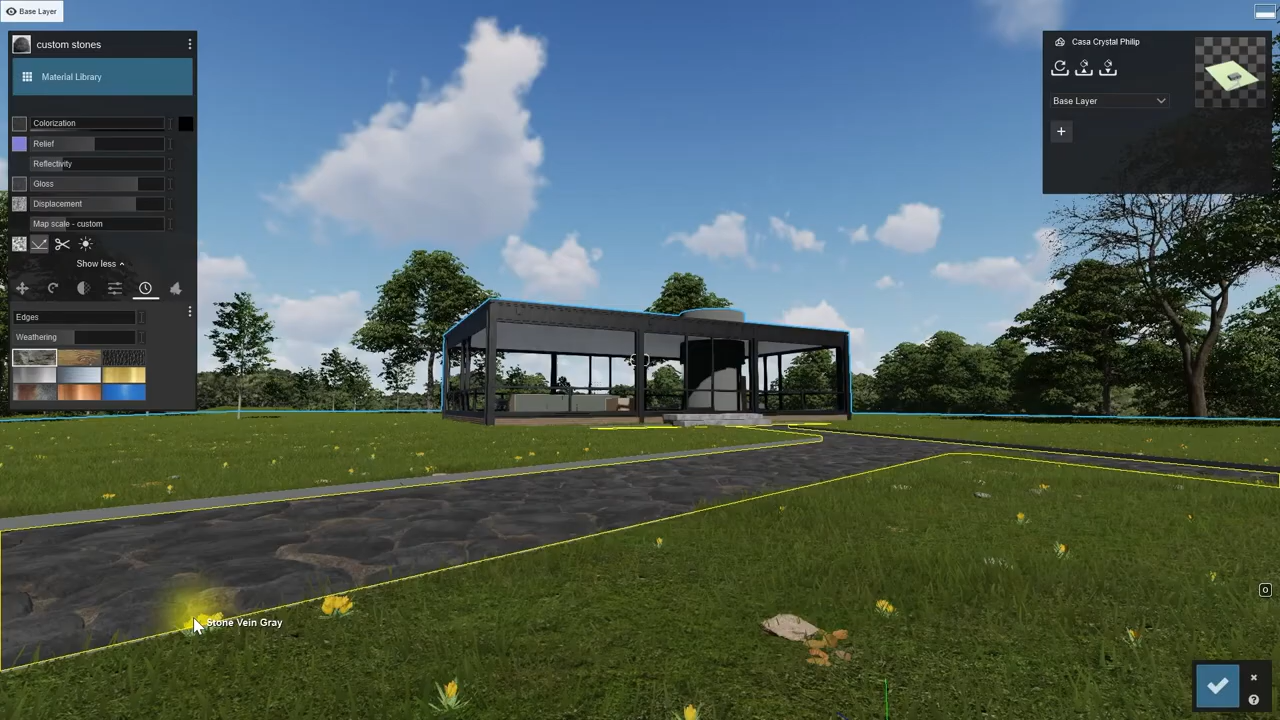 Base Layer
custom stones
Material Library
Colorization
Relief
Reflectivity
Gloss
Displacement
Map scale - custom
Show less
Edges
Weathering
Casa Crystal Philip
Base Layer
Stone Vein Gray
O